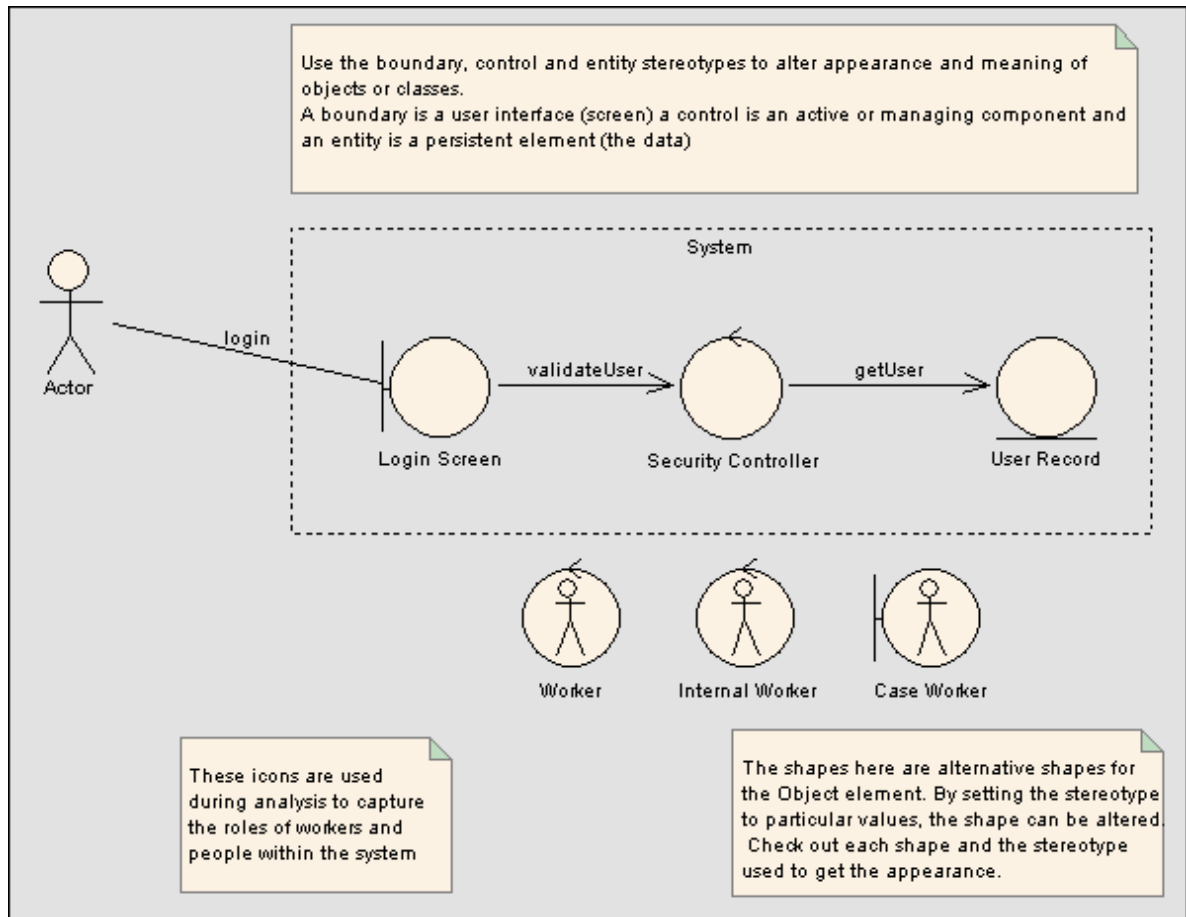 Use the boundary, control and entity stereotypes to alter appearance and meaning of
objects or classes.
A boundary is a user interface (screen) a control is an active or managing component and
an entity is a persistent element (the data)
System
login
validateUser
getUser
Actor
Login Screen
Security Controller
User Record
Worker
Internal Worker
Case Worker
These icons are used
during analysis to capture
the roles of workers and
people within the system
The shapes here are alternative shapes for
the Object element. By setting the stereotype
to particular values, the shape can be altered.
Check out each shape and the stereotype
used to get the appearance.